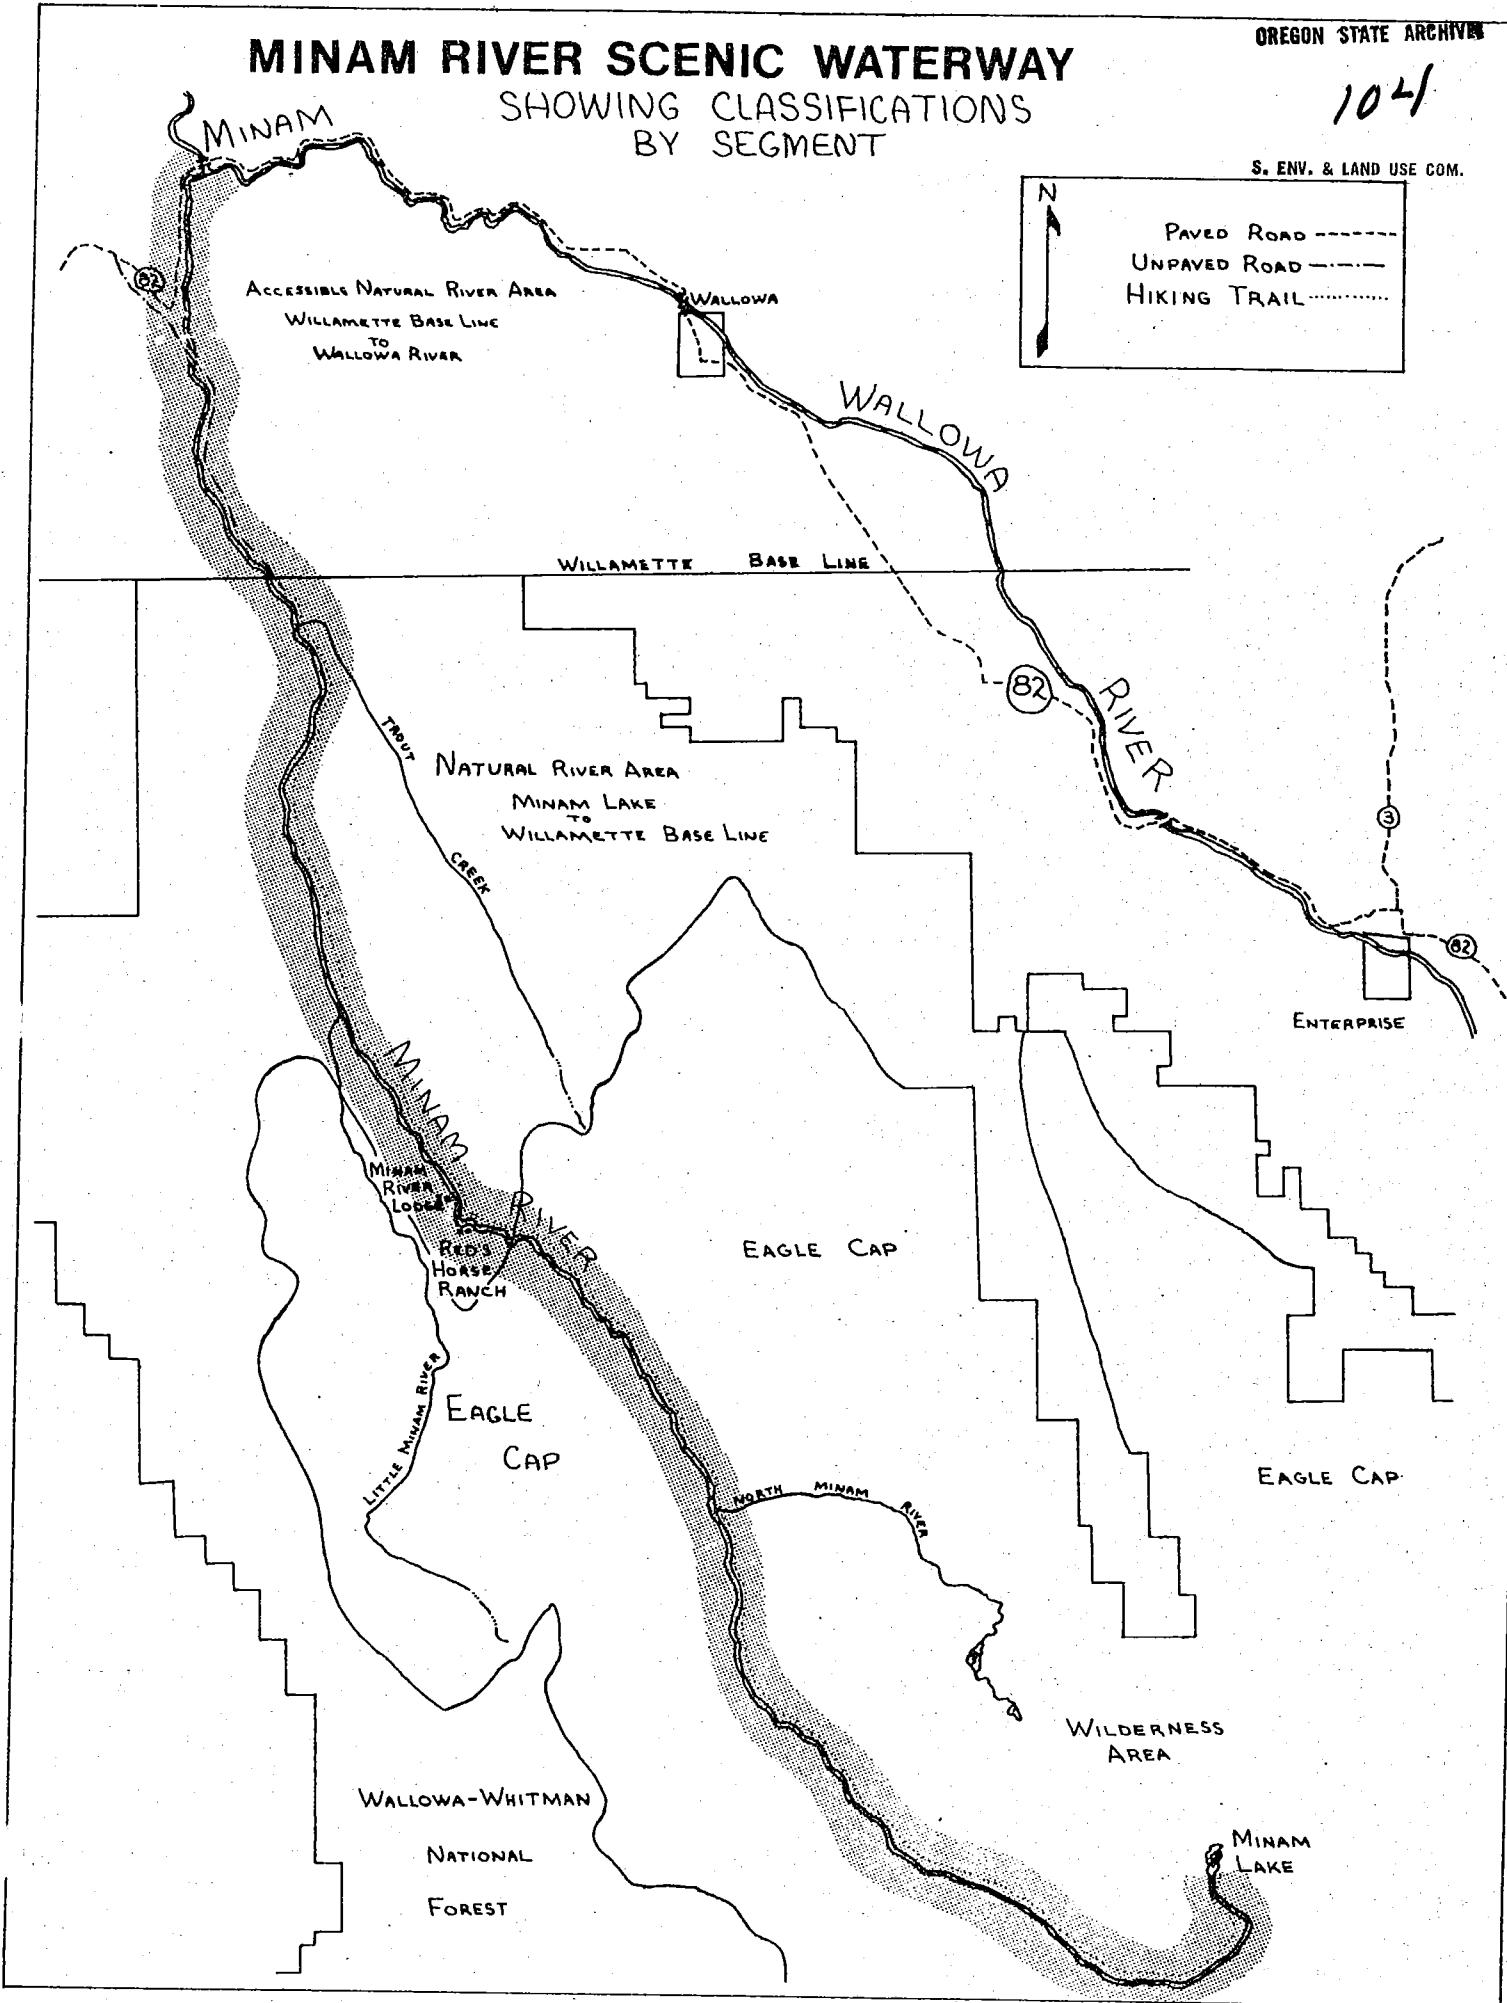 OREGON STATE ARCHIVES
MINAM RIVER SCENIC WATERWAY
SHOWING CLASSIFICATIONS
BY SEGMENT
104
S. ENV. & LAND USE COM.
N
PAVED ROAD
UNPAVED ROAD
HIKING TRAIL
MINAM
82
ACCESSIBLE NATURAL RIVER AREA
WILLAMETTE BASE LINE
TO
WALLOWA RIVER
WALLOWA
WALLOWA
RIVER
WILLAMETTE BASE LINE
82
TROUT
CREEK
NATURAL RIVER AREA
MINAM LAKE
TO
WILLAMETTE BASE LINE
3
82
ENTERPRISE
MINAM
RIVER
MINAM
RIVER
LODGE
RED'S
HORSE
RANCH
EAGLE CAP
LITTLE MINAM RIVER
EAGLE
CAP
NORTH MINAM RIVER
EAGLE CAP
WILDERNESS
AREA
WALLOWA-WHITMAN
NATIONAL
FOREST
MINAM
LAKE